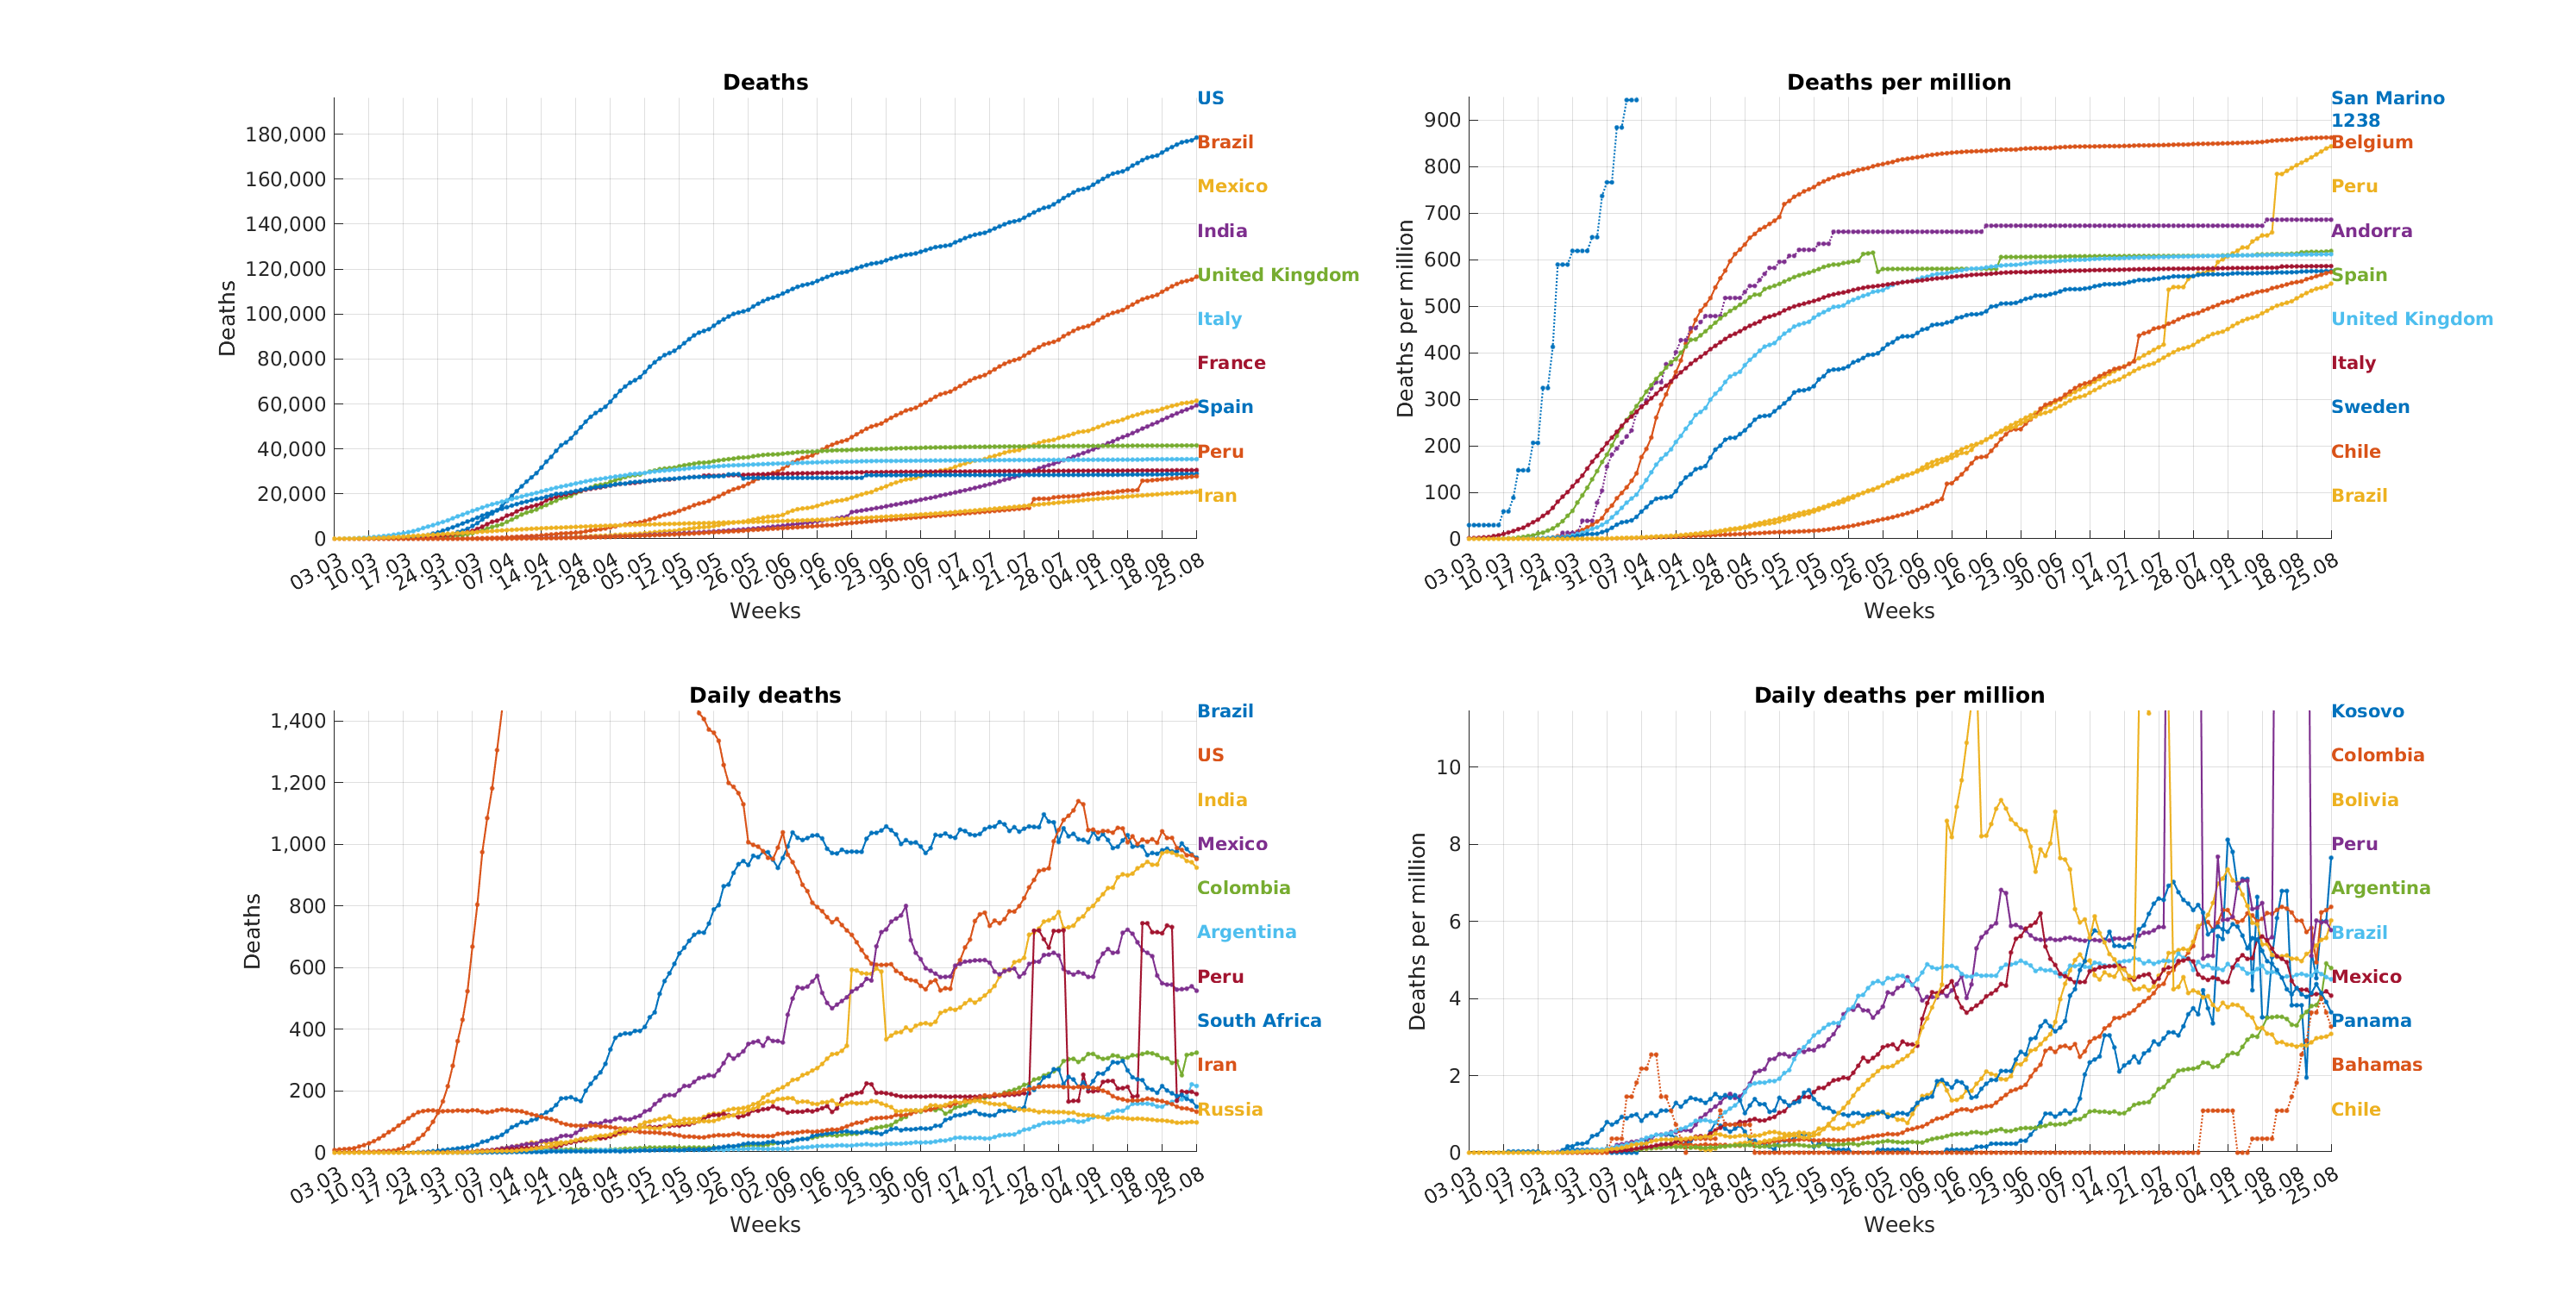 Deaths
Deaths
180,000
160,000
140,000
120,000
100,000
80,000
60,000
40,000
20,000
0
03.03 10.03 17.03 24.03 31.03 07.04 14.04 21.04 28.04 05.05 12.05 19.05 26.05 02.06 09.06 16.06 23.06 30.06 07.07 14.07 21.07 28.07 04.08 11.08 18.08 25.08
Weeks
US
Brazil
Mexico
India
United Kingdom
Italy
France
Spain
Peru
Iran
Deaths per million
Deaths per million
900
800
700
600
500
400
300
200
100
0
03.03 10.03 17.03 24.03 31.03 07.04 14.04 21.04 28.04 05.05 12.05 19.05 26.05 02.06 09.06 16.06 23.06 30.06 07.07 14.07 21.07 28.07 04.08 11.08 18.08 25.08
Weeks
San Marino
1238
Belgium
Peru
Andorra
Spain
United Kingdom
Italy
Sweden
Chile
Brazil
Daily deaths
Deaths
1,400
1,200
1,000
800
600
400
200
0
03.03 10.03 17.03 24.03 31.03 07.04 14.04 21.04 28.04 05.05 12.05 19.05 26.05 02.06 09.06 16.06 23.06 30.06 07.07 14.07 21.07 28.07 04.08 11.08 18.08 25.08
Weeks
Brazil
US
India
Mexico
Colombia
Argentina
Peru
South Africa
Iran
Russia
Daily deaths per million
Deaths per million
10
8
6
4
2
0
03.03 10.03 17.03 24.03 31.03 07.04 14.04 21.04 28.04 05.05 12.05 19.05 26.05 02.06 09.06 16.06 23.06 30.06 07.07 14.07 21.07 28.07 04.08 11.08 18.08 25.08
Weeks
Kosovo
Colombia
Bolivia
Peru
Argentina
Brazil
Mexico
Panama
Bahamas
Chile